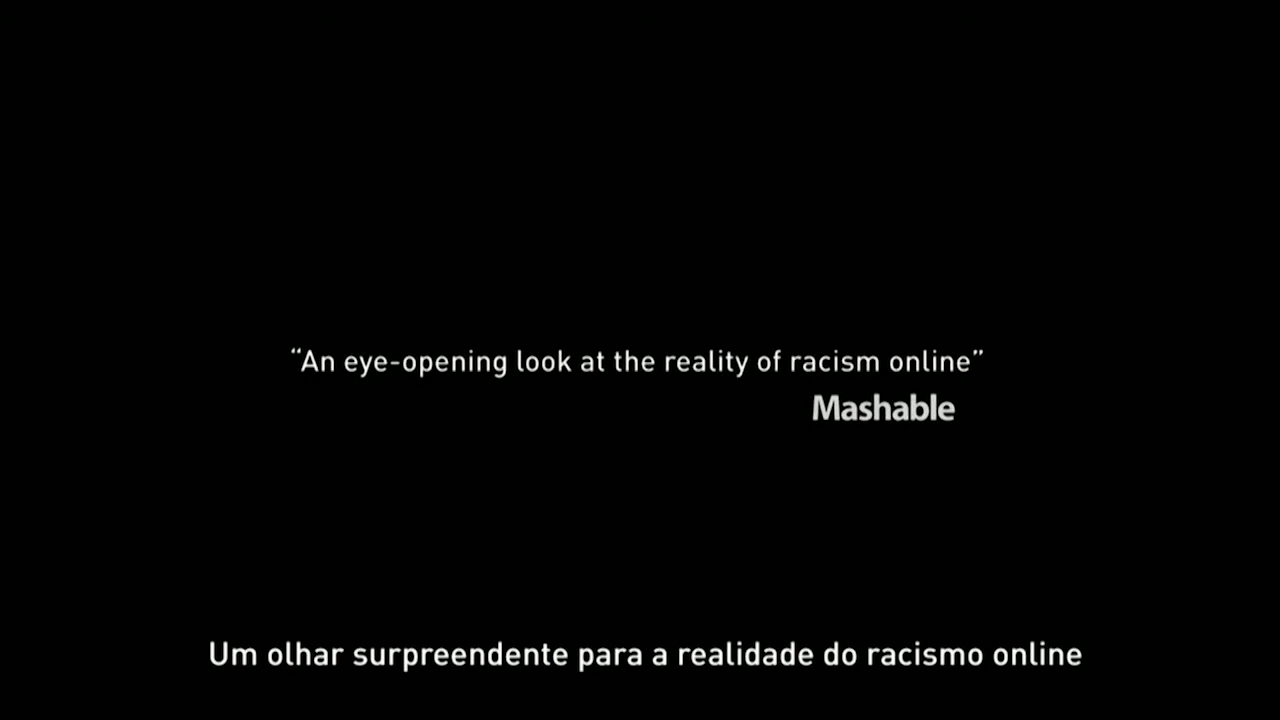 “An eye-opening look at the reality of racism online”
Mashable
Um olhar surpreendente para a realidade do racismo online